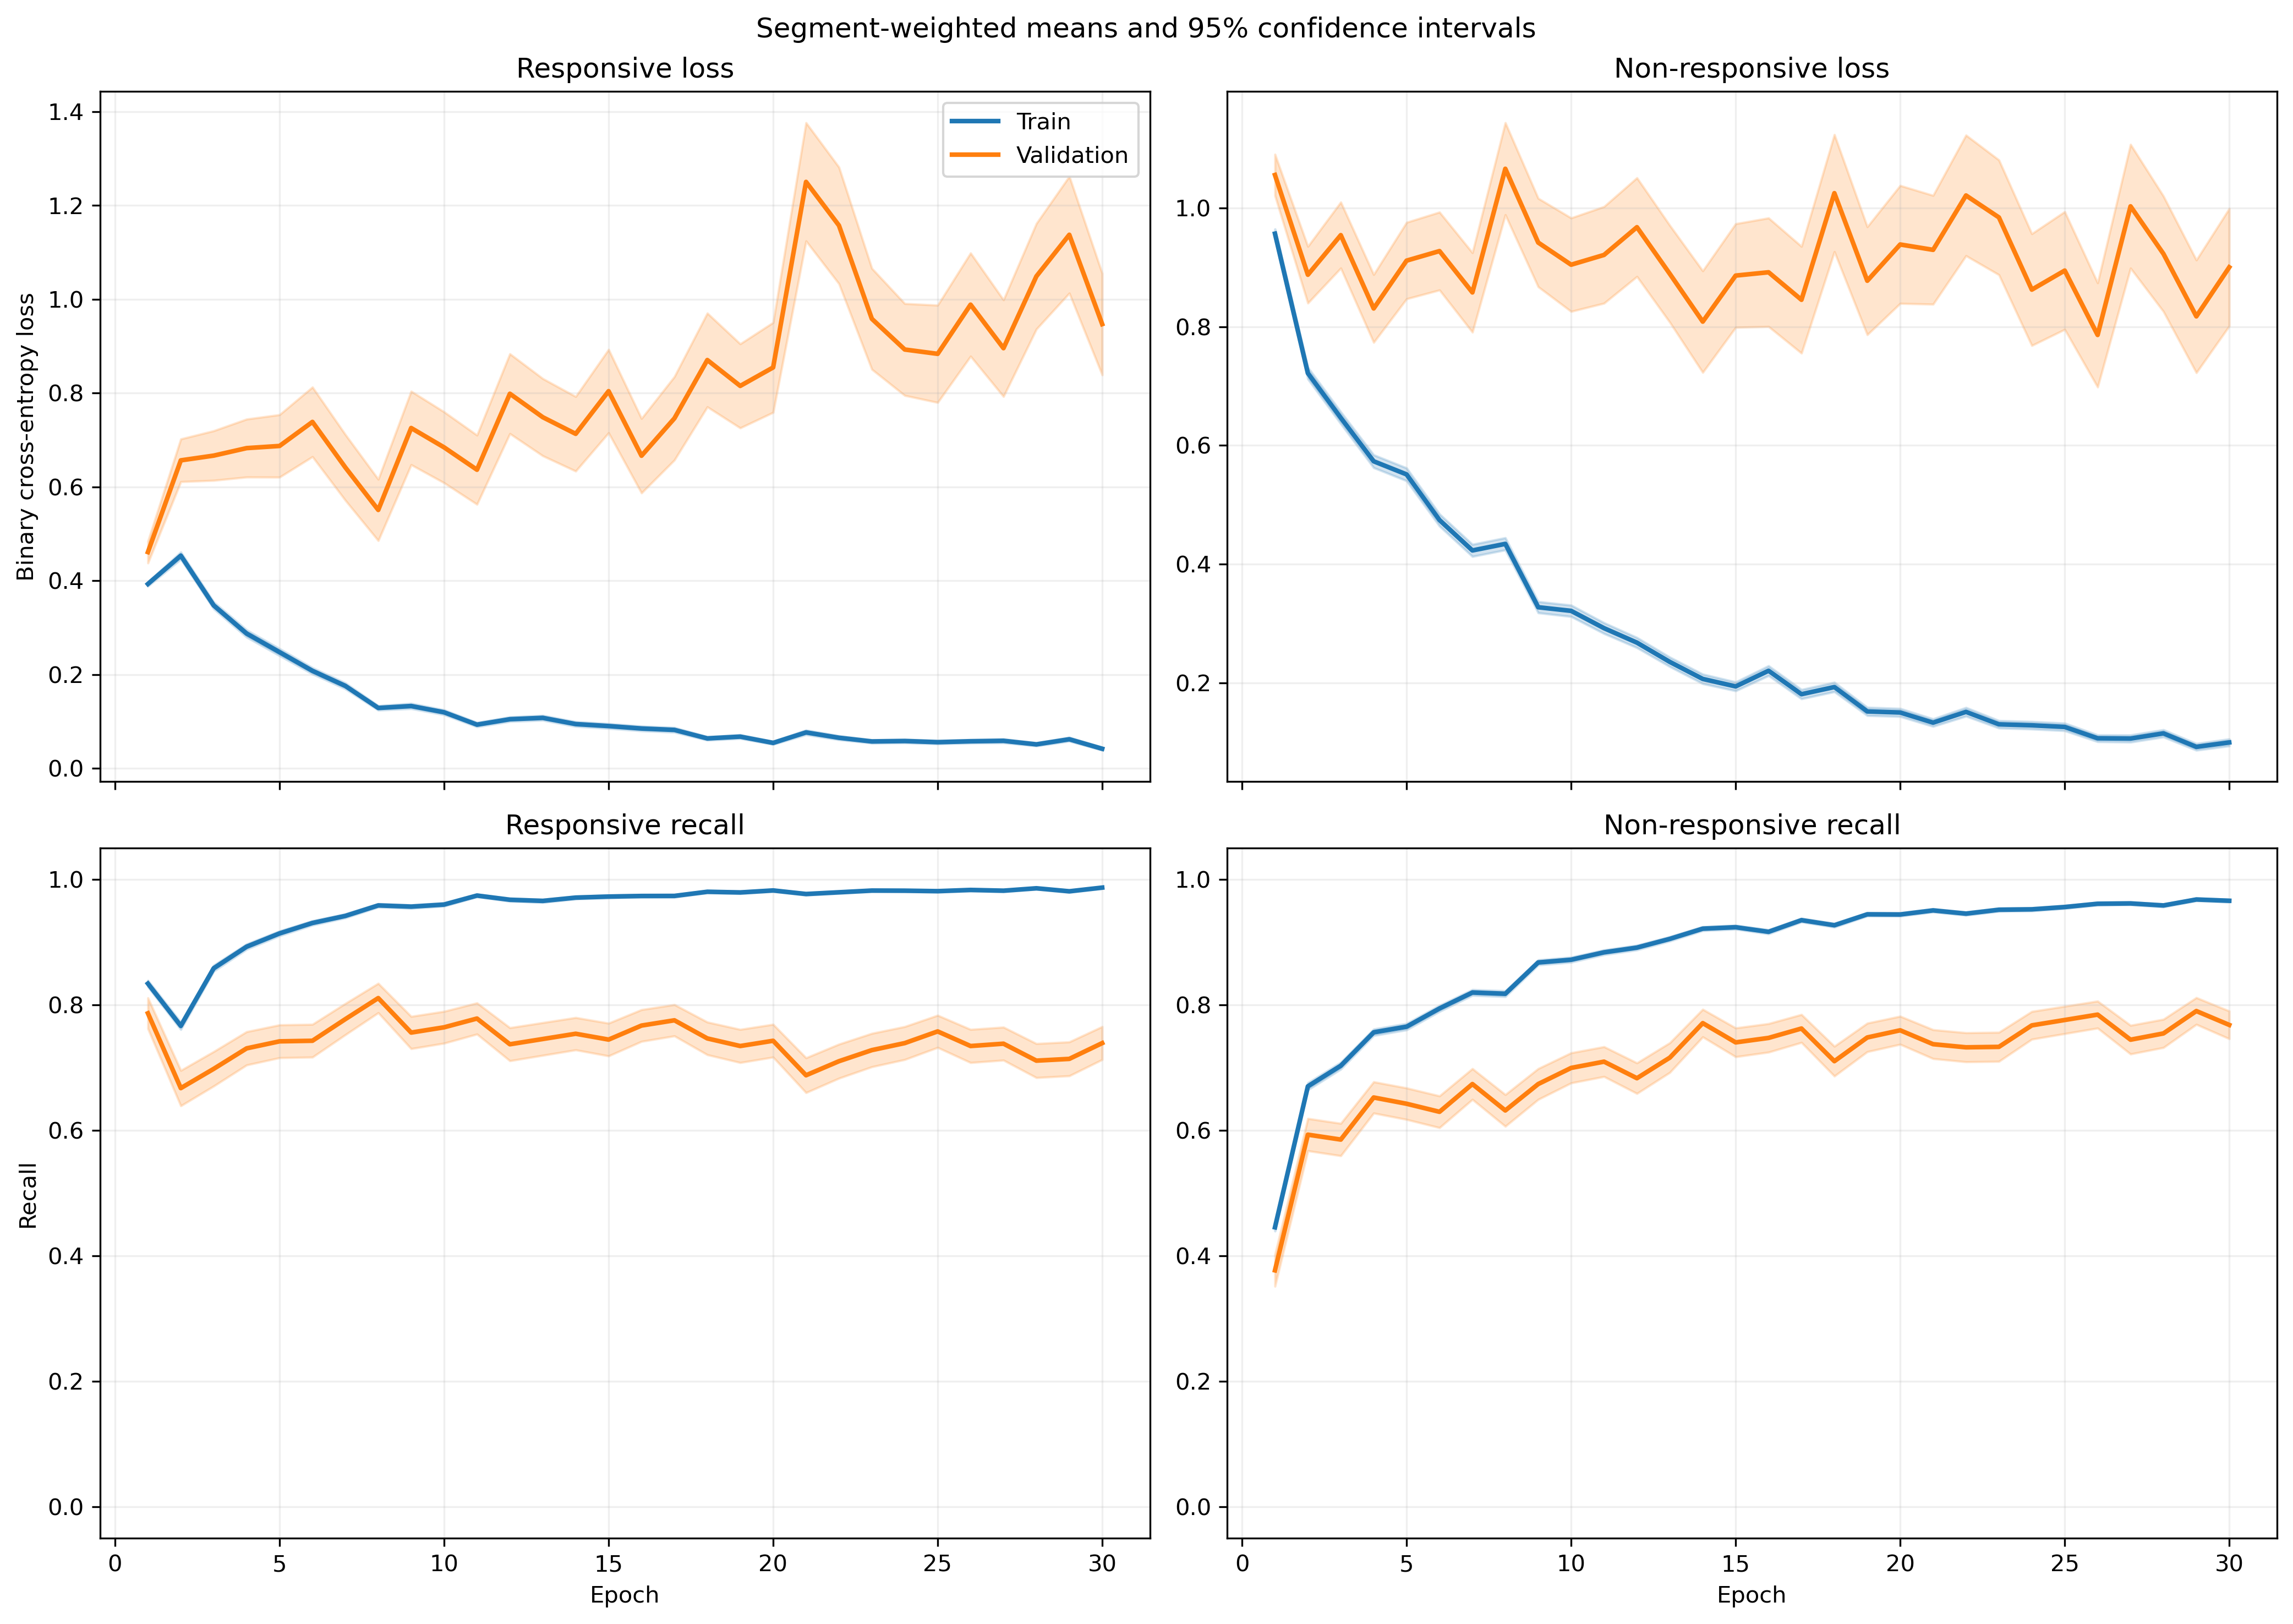 Segment-weighted means and 95% confidence intervals
Responsive loss
Train
Validation
Binary cross-entropy loss
1.4
1.2
1.0
0.8
0.6
0.4
0.2
0.0
Non-responsive loss
1.0
0.8
0.6
0.4
0.2
Responsive recall
Recall
1.0
0.8
0.6
0.4
0.2
0.0
0 5 10 15 20 25 30
Epoch
Non-responsive recall
1.0
0.8
0.6
0.4
0.2
0.0
0 5 10 15 20 25 30
Epoch